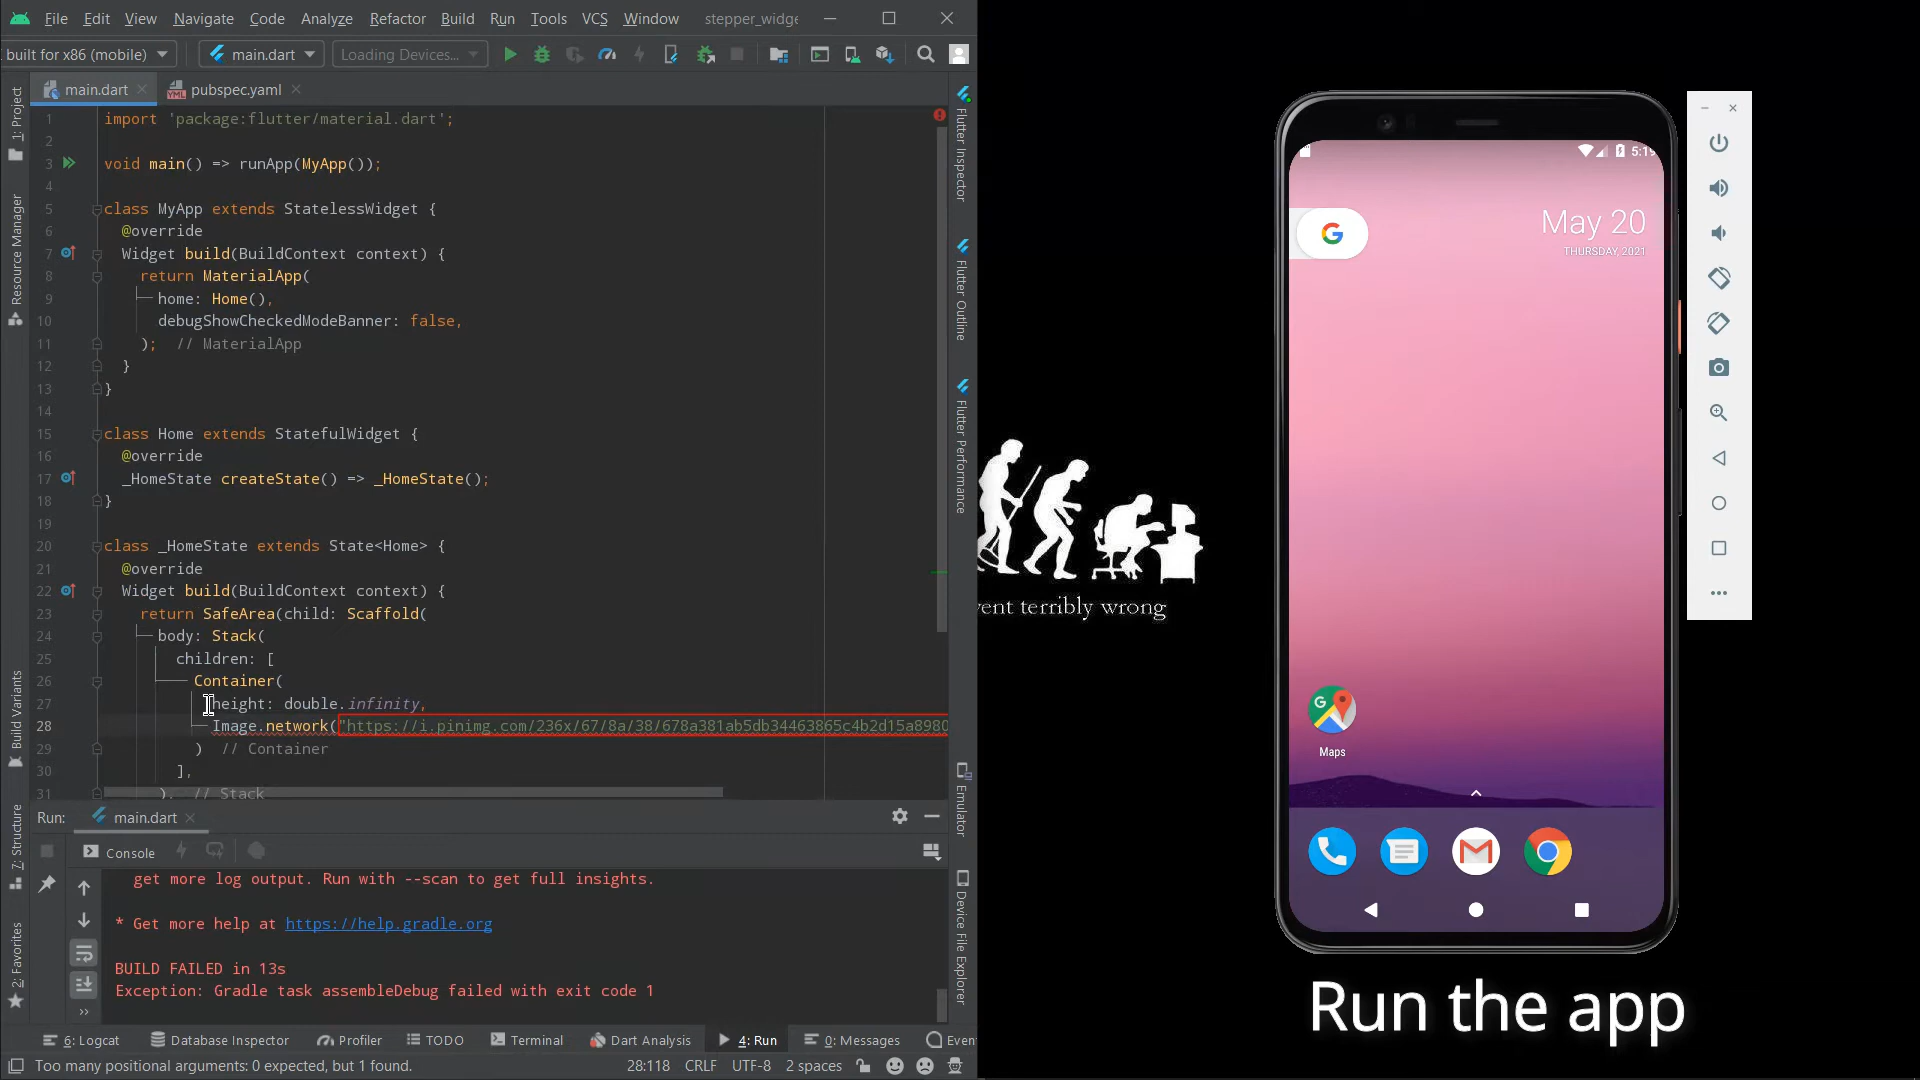 File Edit View Navigate Code Analyze Refactor Build Run Tools VCS Window stepper_widge
built for x86 (mobile) main.dart Loading Devices...
main.dart pubspec.yaml
1 import 'package:flutter/material.dart';
2
3 void main() => runApp(MyApp());
4
5 class MyApp extends StatelessWidget {
6 @override
7 Widget build(BuildContext context) {
8 return MaterialApp(
9 home: Home(),
10 debugShowCheckedModeBanner: false,
11 ); // MaterialApp
12 }
13 }
14
15 class Home extends StatefulWidget {
16 @override
17 _HomeState createState() => _HomeState();
18 }
19
20 class _HomeState extends State<Home> {
21 @override
22 Widget build(BuildContext context) {
23 return SafeArea(child: Scaffold(
24 body: Stack(
25 children: [
26 Container(
27 height: double.infinity,
28 Image.network("https://i.pinimg.com/236x/67/8a/38/678a381ab5db34463865c4b2d15a8980
29 ) // Container
30 ],
31 ), // Stack
1: Project
Resource Manager
Build Variants
7: Structure
2: Favorites
Flutter Inspector
Flutter Outline
Flutter Performance
Emulator
Device File Explorer
Run: main.dart
Console
get more log output. Run with --scan to get full insights.
* Get more help at https://help.gradle.org
BUILD FAILED in 13s
Exception: Gradle task assembleDebug failed with exit code 1
6: Logcat Database Inspector Profiler TODO Terminal Dart Analysis 4: Run 0: Messages Even
Too many positional arguments: 0 expected, but 1 found. 28:118 CRLF UTF-8 2 spaces
vent terribly wrong
5:19
G
May 20
THURSDAY, 2021
Maps
Run the app